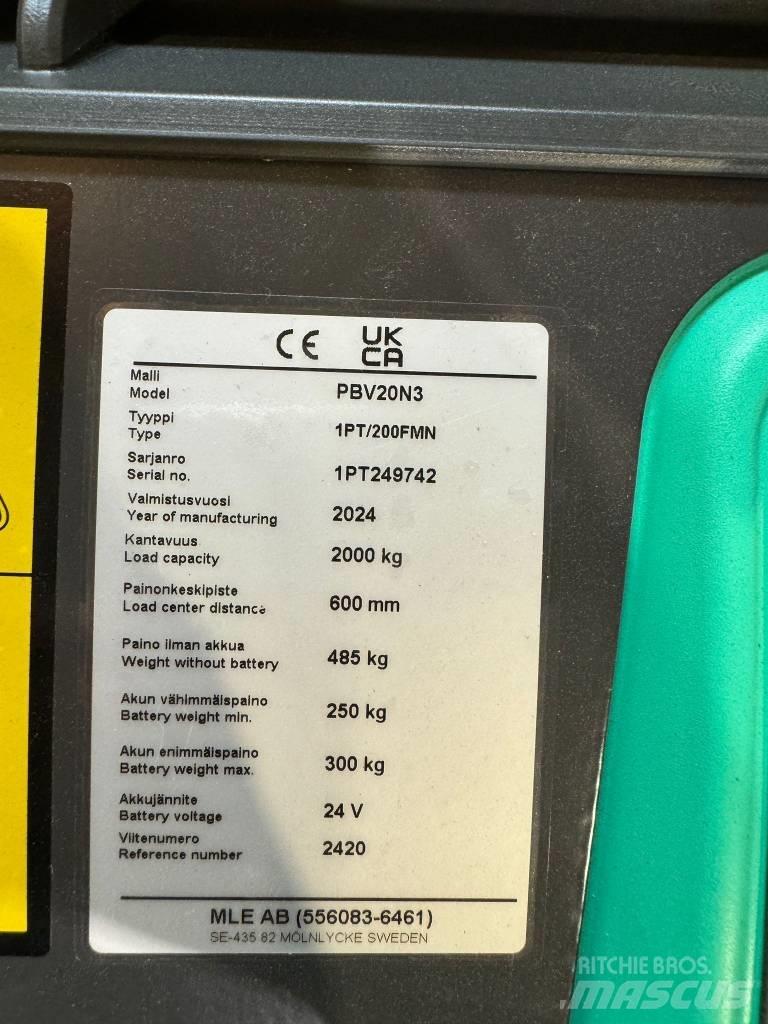 CE UK
CA
Malli
Model PBV20N3
Tyyppi
Type 1PT/200FMN
Sarjanro
Serial no. 1PT249742
Valmistusvuosi
Year of manufacturing 2024
Kantavuus
Load capacity 2000 kg
Painonkeskipiste
Load center distance 600 mm
Paino ilman akkua
Weight without battery 485 kg
Akun vähimmäispaino
Battery weight min. 250 kg
Akun enimmäispaino
Battery weight max. 300 kg
Akkujännite
Battery voltage 24 V
Viitenumero
Reference number 2420
MLE AB (556083-6461)
SE-435 82 MÖLNLYCKE SWEDEN
RITCHIE BROS.
MASCUS